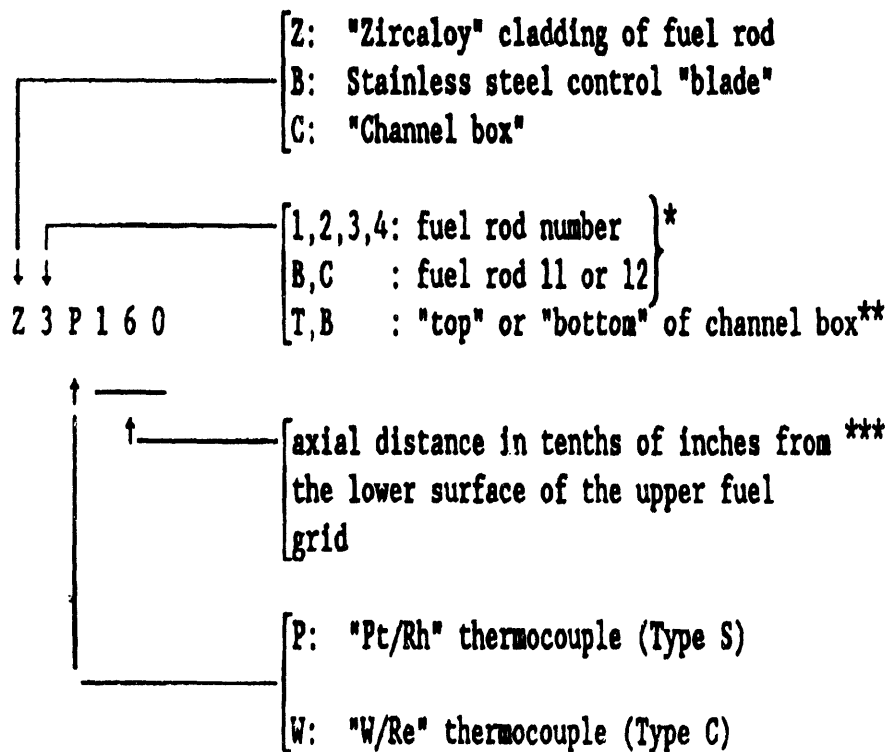 Z: "Zircaloy" cladding of fuel rod
B: Stainless steel control "blade"
C: "Channel box"
1,2,3,4: fuel rod number *
B,C : fuel rod 11 or 12
Z 3 P 1 6 0
T,B : "top" or "bottom" of channel box**
axial distance in tenths of inches from ***
the lower surface of the upper fuel
grid
P: "Pt/Rh" thermocouple (Type S)
W: "W/Re" thermocouple (Type C)